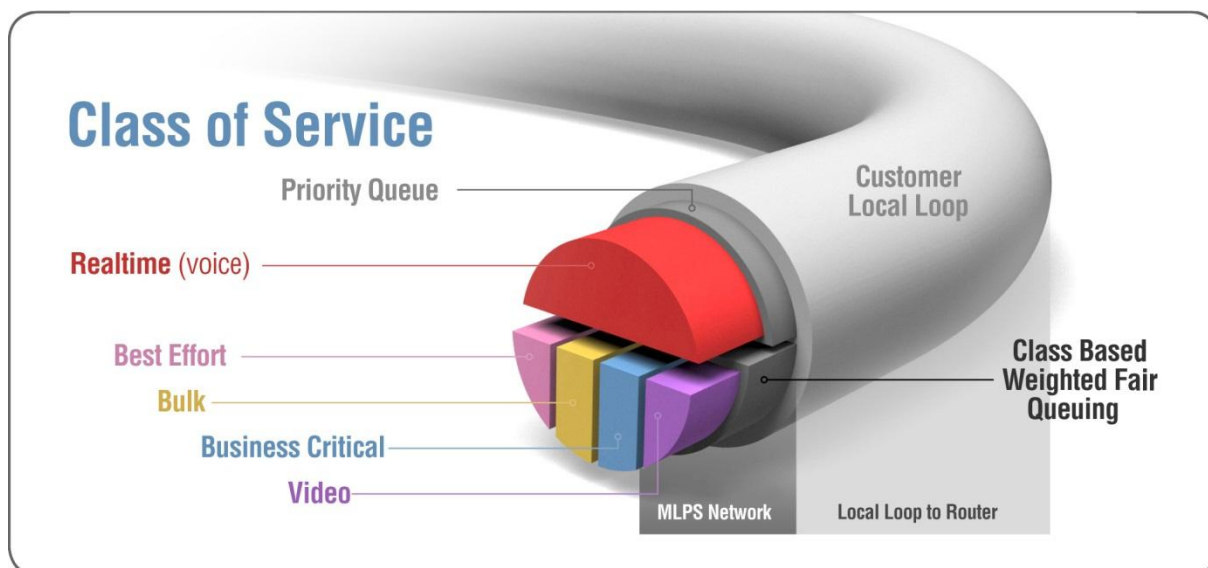 Class of Service
Priority Queue
Customer
Local Loop
Realtime (voice)
Best Effort
Bulk
Business Critical
Video
Class Based
Weighted Fair
Queuing
MLPS Network
Local Loop to Router